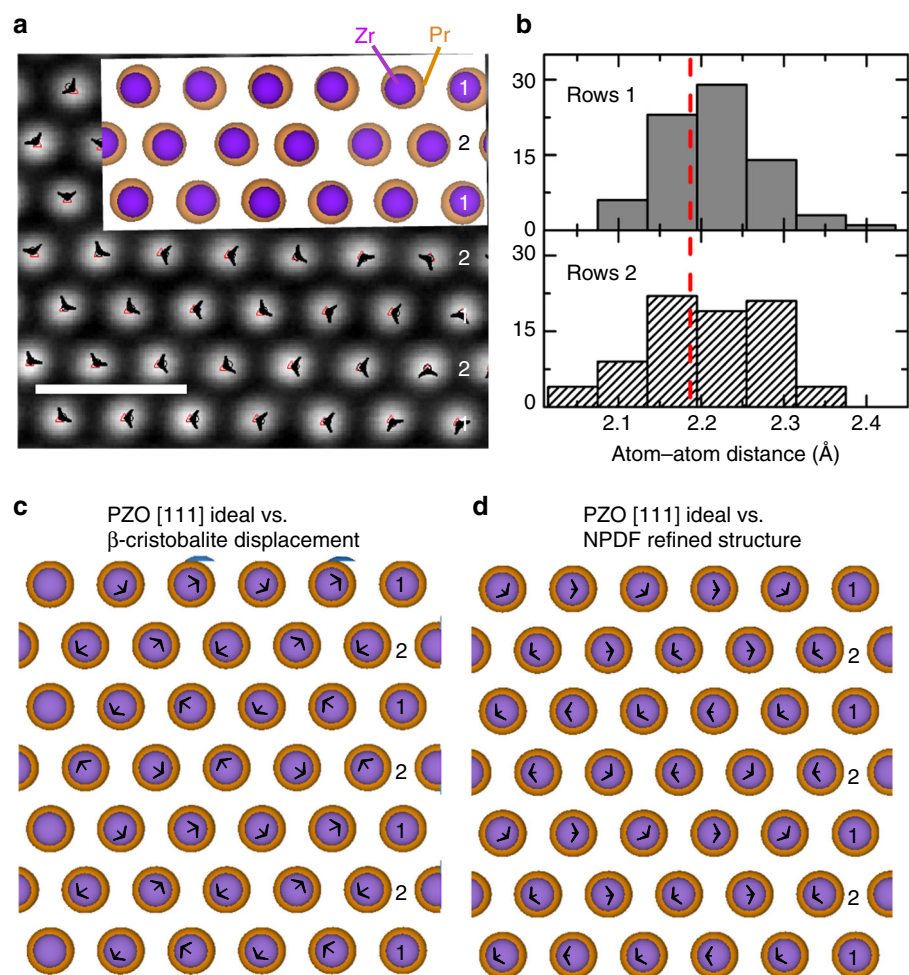 a
Zr
Pr
1
2
1
2
1
2
1
b
30
Rows 1
15
0
30
Rows 2
15
0
2.1
2.2
2.3
2.4
Atom–atom distance (Å)
c
PZO [111] ideal vs.
β-cristobalite displacement
1
2
1
2
1
2
1
d
PZO [111] ideal vs.
NPDF refined structure
1
2
1
2
1
2
1